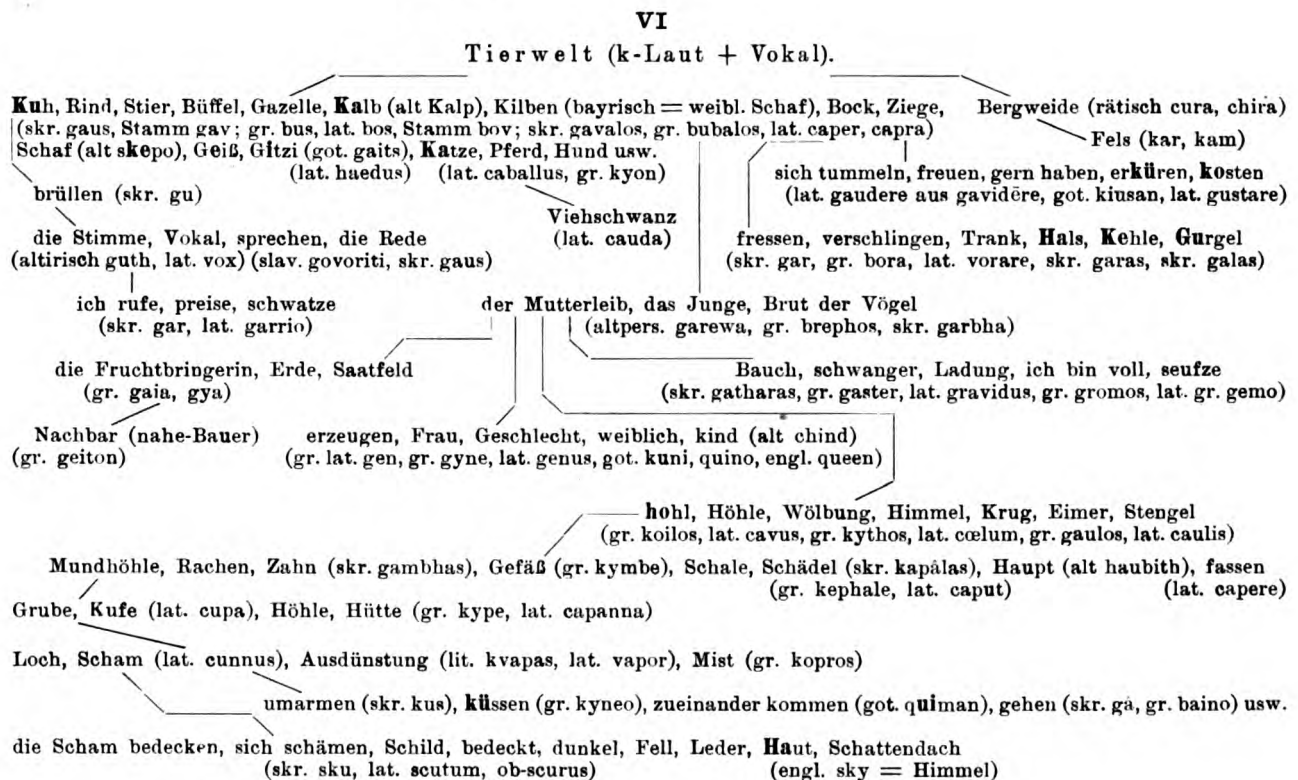 VI
Tierwelt (k-Laut + Vokal).
Kuh, Rind, Stier, Büffel, Gazelle, Kalb (alt Kalp), Kilben (bayrisch = weibl. Schaf), Bock, Ziege, Bergweide (rätisch cura, chira)
(skr. gaus, Stamm gav; gr. bus, lat. bos, Stamm bov; skr. gavalos, gr. bubalos, lat. caper, capra)
Fels (kar, kam)
Schaf (alt skepo), Geiß, Gitzi (got. gaits), Katze, Pferd, Hund usw.
(lat. haedus) (lat. caballus, gr. kyon)
sich tummeln, freuen, gern haben, erküren, kosten
(lat. gaudere aus gavidēre, got. kiusan, lat. gustare)
brüllen (skr. gu)
Viehschwanz
(lat. cauda)
die Stimme, Vokal, sprechen, die Rede
(altirisch guth, lat. vox) (slav. govoriti, skr. gaus)
fressen, verschlingen, Trank, Hals, Kehle, Gurgel
(skr. gar, gr. bora, lat. vorare, skr. garas, skr. galas)
ich rufe, preise, schwatze
(skr. gar, lat. garrio)
der Mutterleib, das Junge, Brut der Vögel
(altpers. garewa, gr. brephos, skr. garbha)
die Fruchtbringerin, Erde, Saatfeld
(gr. gaia, gya)
Bauch, schwanger, Ladung, ich bin voll, seufze
(skr. gatharas, gr. gaster, lat. gravidus, gr. gromos, lat. gr. gemo)
Nachbar (nahe-Bauer)
(gr. geiton)
erzeugen, Frau, Geschlecht, weiblich, kind (alt chind)
(gr. lat. gen, gr. gyne, lat. genus, got. kuni, quino, engl. queen)
hohl, Höhle, Wölbung, Himmel, Krug, Eimer, Stengel
(gr. koilos, lat. cavus, gr. kythos, lat. cœlum, gr. gaulos, lat. caulis)
Mundhöhle, Rachen, Zahn (skr. gambhas), Gefäß (gr. kymbe), Schale, Schädel (skr. kapâlas), Haupt (alt haubith), fassen
(gr. kephale, lat. caput) (lat. capere)
Grube, Kufe (lat. cupa), Höhle, Hütte (gr. kype, lat. capanna)
Loch, Scham (lat. cunnus), Ausdünstung (lit. kvapas, lat. vapor), Mist (gr. kopros)
umarmen (skr. kus), küssen (gr. kyneo), zueinander kommen (got. quiman), gehen (skr. gà, gr. baino) usw.
die Scham bedecken, sich schämen, Schild, bedeckt, dunkel, Fell, Leder, Haut, Schattendach
(skr. sku, lat. scutum, ob-scurus) (engl. sky = Himmel)